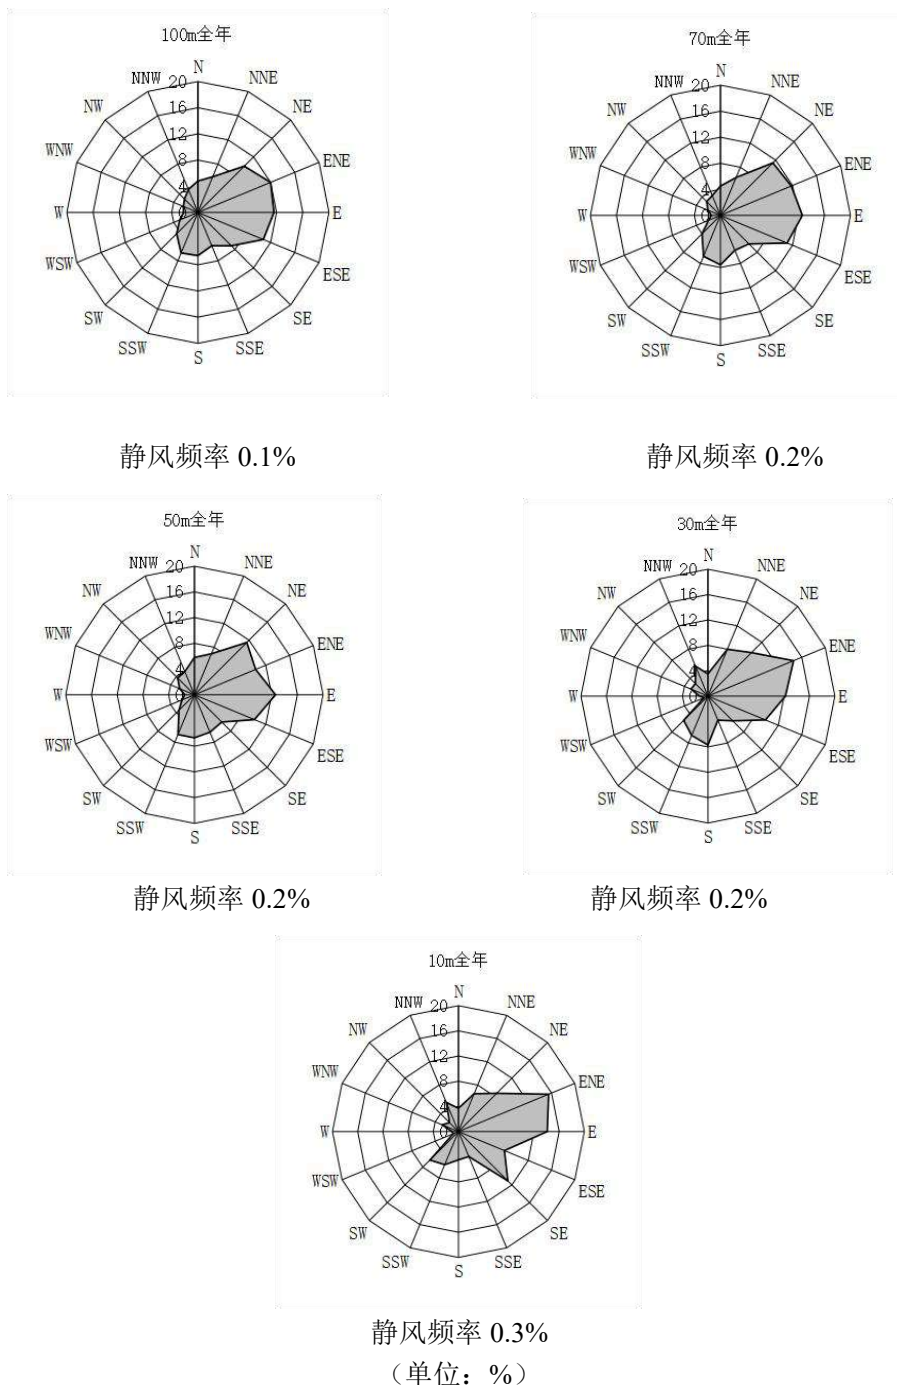 100m全年
N
NNE
NE
ENE
E
ESE
SE
SSE
S
SSW
SW
WSW
W
WNW
NW
NNW
20
16
12
8
4
0
静风频率 0.1%
70m全年
N
NNE
NE
ENE
E
ESE
SE
SSE
S
SSW
SW
WSW
W
WNW
NW
NNW
20
16
12
8
4
0
静风频率 0.2%
50m全年
N
NNE
NE
ENE
E
ESE
SE
SSE
S
SSW
SW
WSW
W
WNW
NW
NNW
20
16
12
8
4
0
静风频率 0.2%
30m全年
N
NNE
NE
ENE
E
ESE
SE
SSE
S
SSW
SW
WSW
W
WNW
NW
NNW
20
16
12
8
4
0
静风频率 0.2%
10m全年
N
NNE
NE
ENE
E
ESE
SE
SSE
S
SSW
SW
WSW
W
WNW
NW
NNW
20
16
12
8
4
0
静风频率 0.3%
（单位：%）